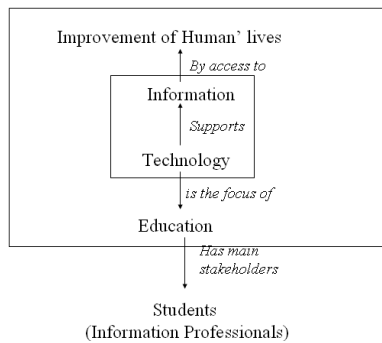 Improvement of Human' lives
By access to
Information
Supports
Technology
is the focus of
Education
Has main
stakeholders
Students
(Information Professionals)